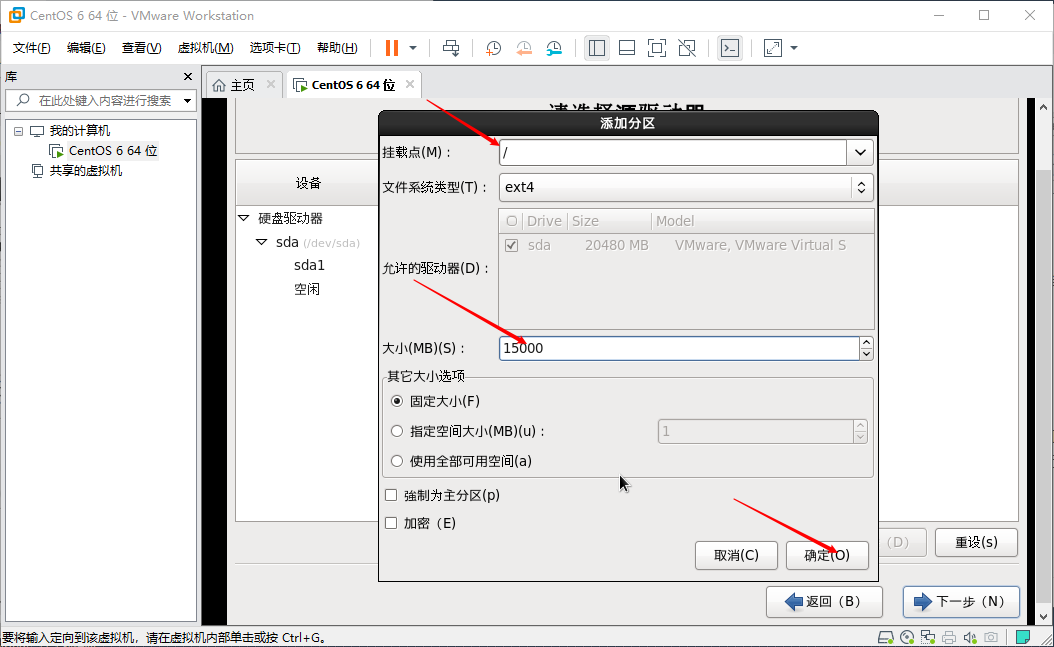 CentOS 6 64 位 - VMware Workstation
文件(F) 编辑(E) 查看(V) 虚拟机(M) 选项卡(T) 帮助(H)
库
在此处键入内容进行搜索
我的计算机
CentOS 6 64 位
共享的虚拟机
主页 CentOS 6 64 位
请选择源驱动器
设备
硬盘驱动器
sda (/dev/sda)
sda1
空闲
添加分区
挂载点(M)：
/
文件系统类型(T)：
ext4
允许的驱动器(D)：
Drive Size Model
sda 20480 MB VMware, VMware Virtual S
大小(MB)(S)：
15000
其它大小选项
固定大小(F)
指定空间大小(MB)(u)：
1
使用全部可用空间(a)
強制为主分区(p)
加密（E)
取消(C) 确定(O)
(D) 重设(s)
返回（B） 下一步（N）
要将输入定向到该虚拟机，请在虚拟机内部单击或按 Ctrl+G。